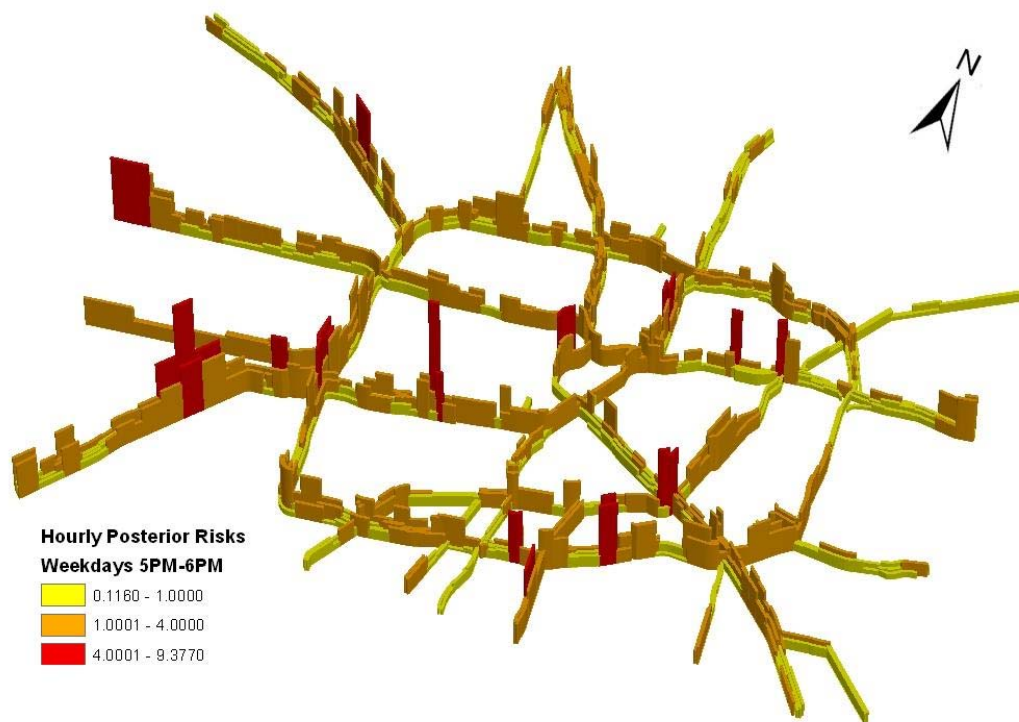 N
Hourly Posterior Risks
Weekdays 5PM-6PM
0.1160 - 1.0000
1.0001 - 4.0000
4.0001 - 9.3770